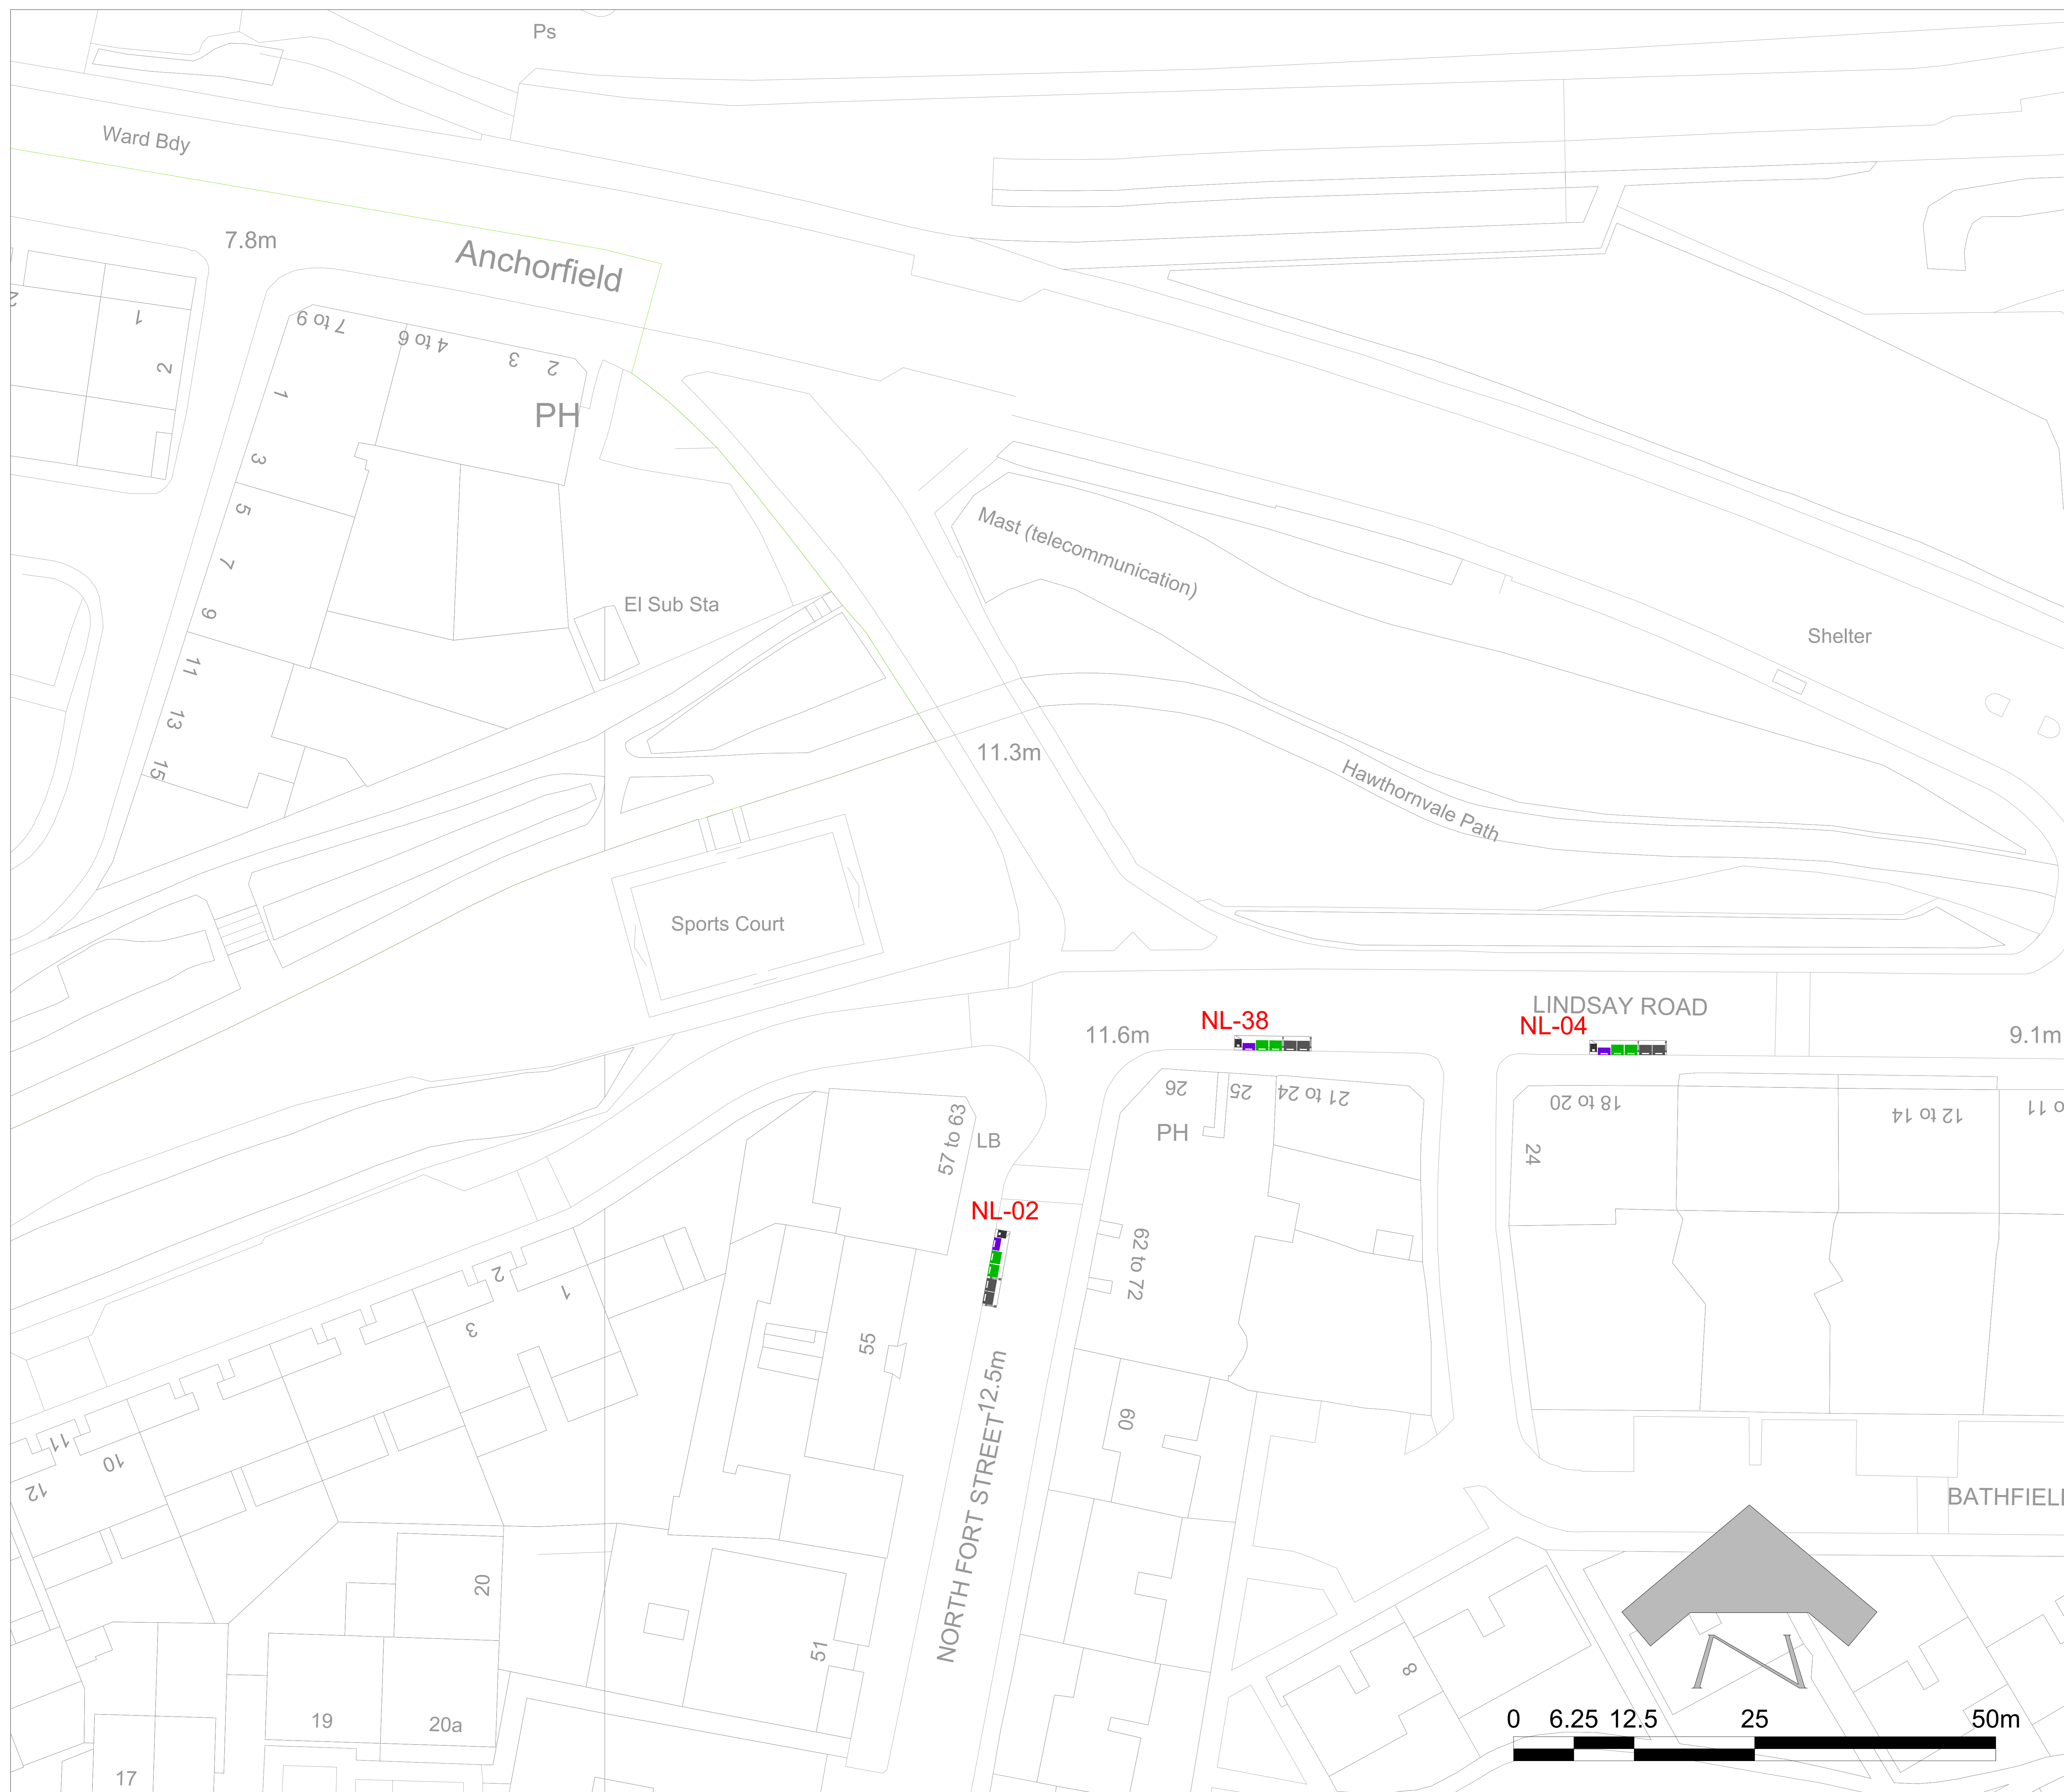 Ps
Ward Bdy
7.8m
Anchorfield
2
1
2
7 to 9
4 to 6
3
2
PH
1
3
5
7
9
11
13
15
El Sub Sta
Mast (telecommunication)
Shelter
11.3m
Hawthornvale Path
Sports Court
LINDSAY ROAD
NL-38
NL-04
11.6m
9.1m
26
25
21 to 24
18 to 20
12 to 14
57 to 63
LB
PH
24
NL-02
62 to 72
2
1
3
55
12.5m
60
11
10
12
NORTH FORT STREET
BATHFIEL
20
51
8
19
20a
17
0 6.25 12.5 25 50m